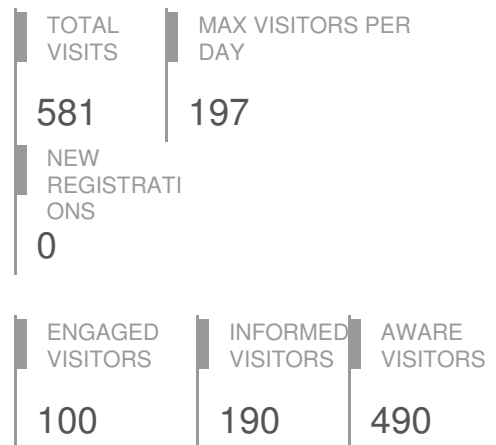 TOTAL
VISITS
581
MAX VISITORS PER
DAY
197
NEW
REGISTRATI
ONS
0
ENGAGED
VISITORS
100
INFORMED
VISITORS
190
AWARE
VISITORS
490